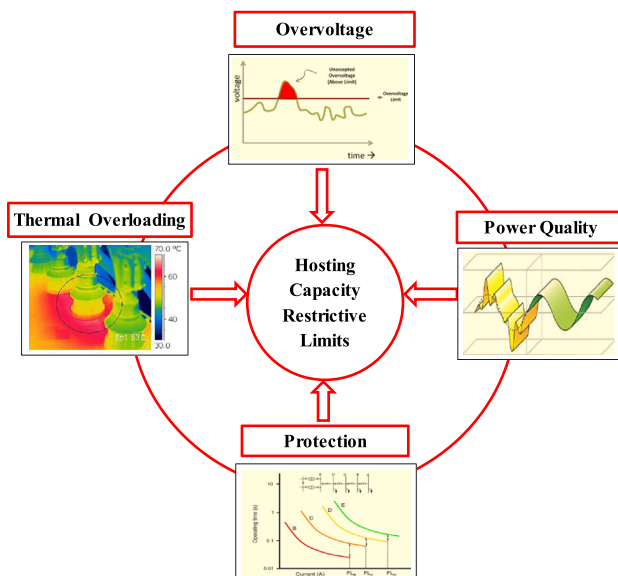 Overvoltage
voltage
Unaccepted
Overvoltage
(Above Limit)
Overvoltage
Limit
time →
Thermal Overloading
70.0 ºC
60
40
30.0
Power Quality
Hosting
Capacity
Restrictive
Limits
Protection
Operating time (s)
10
1
0.1
0.01
B
C
D
E
Current (A)